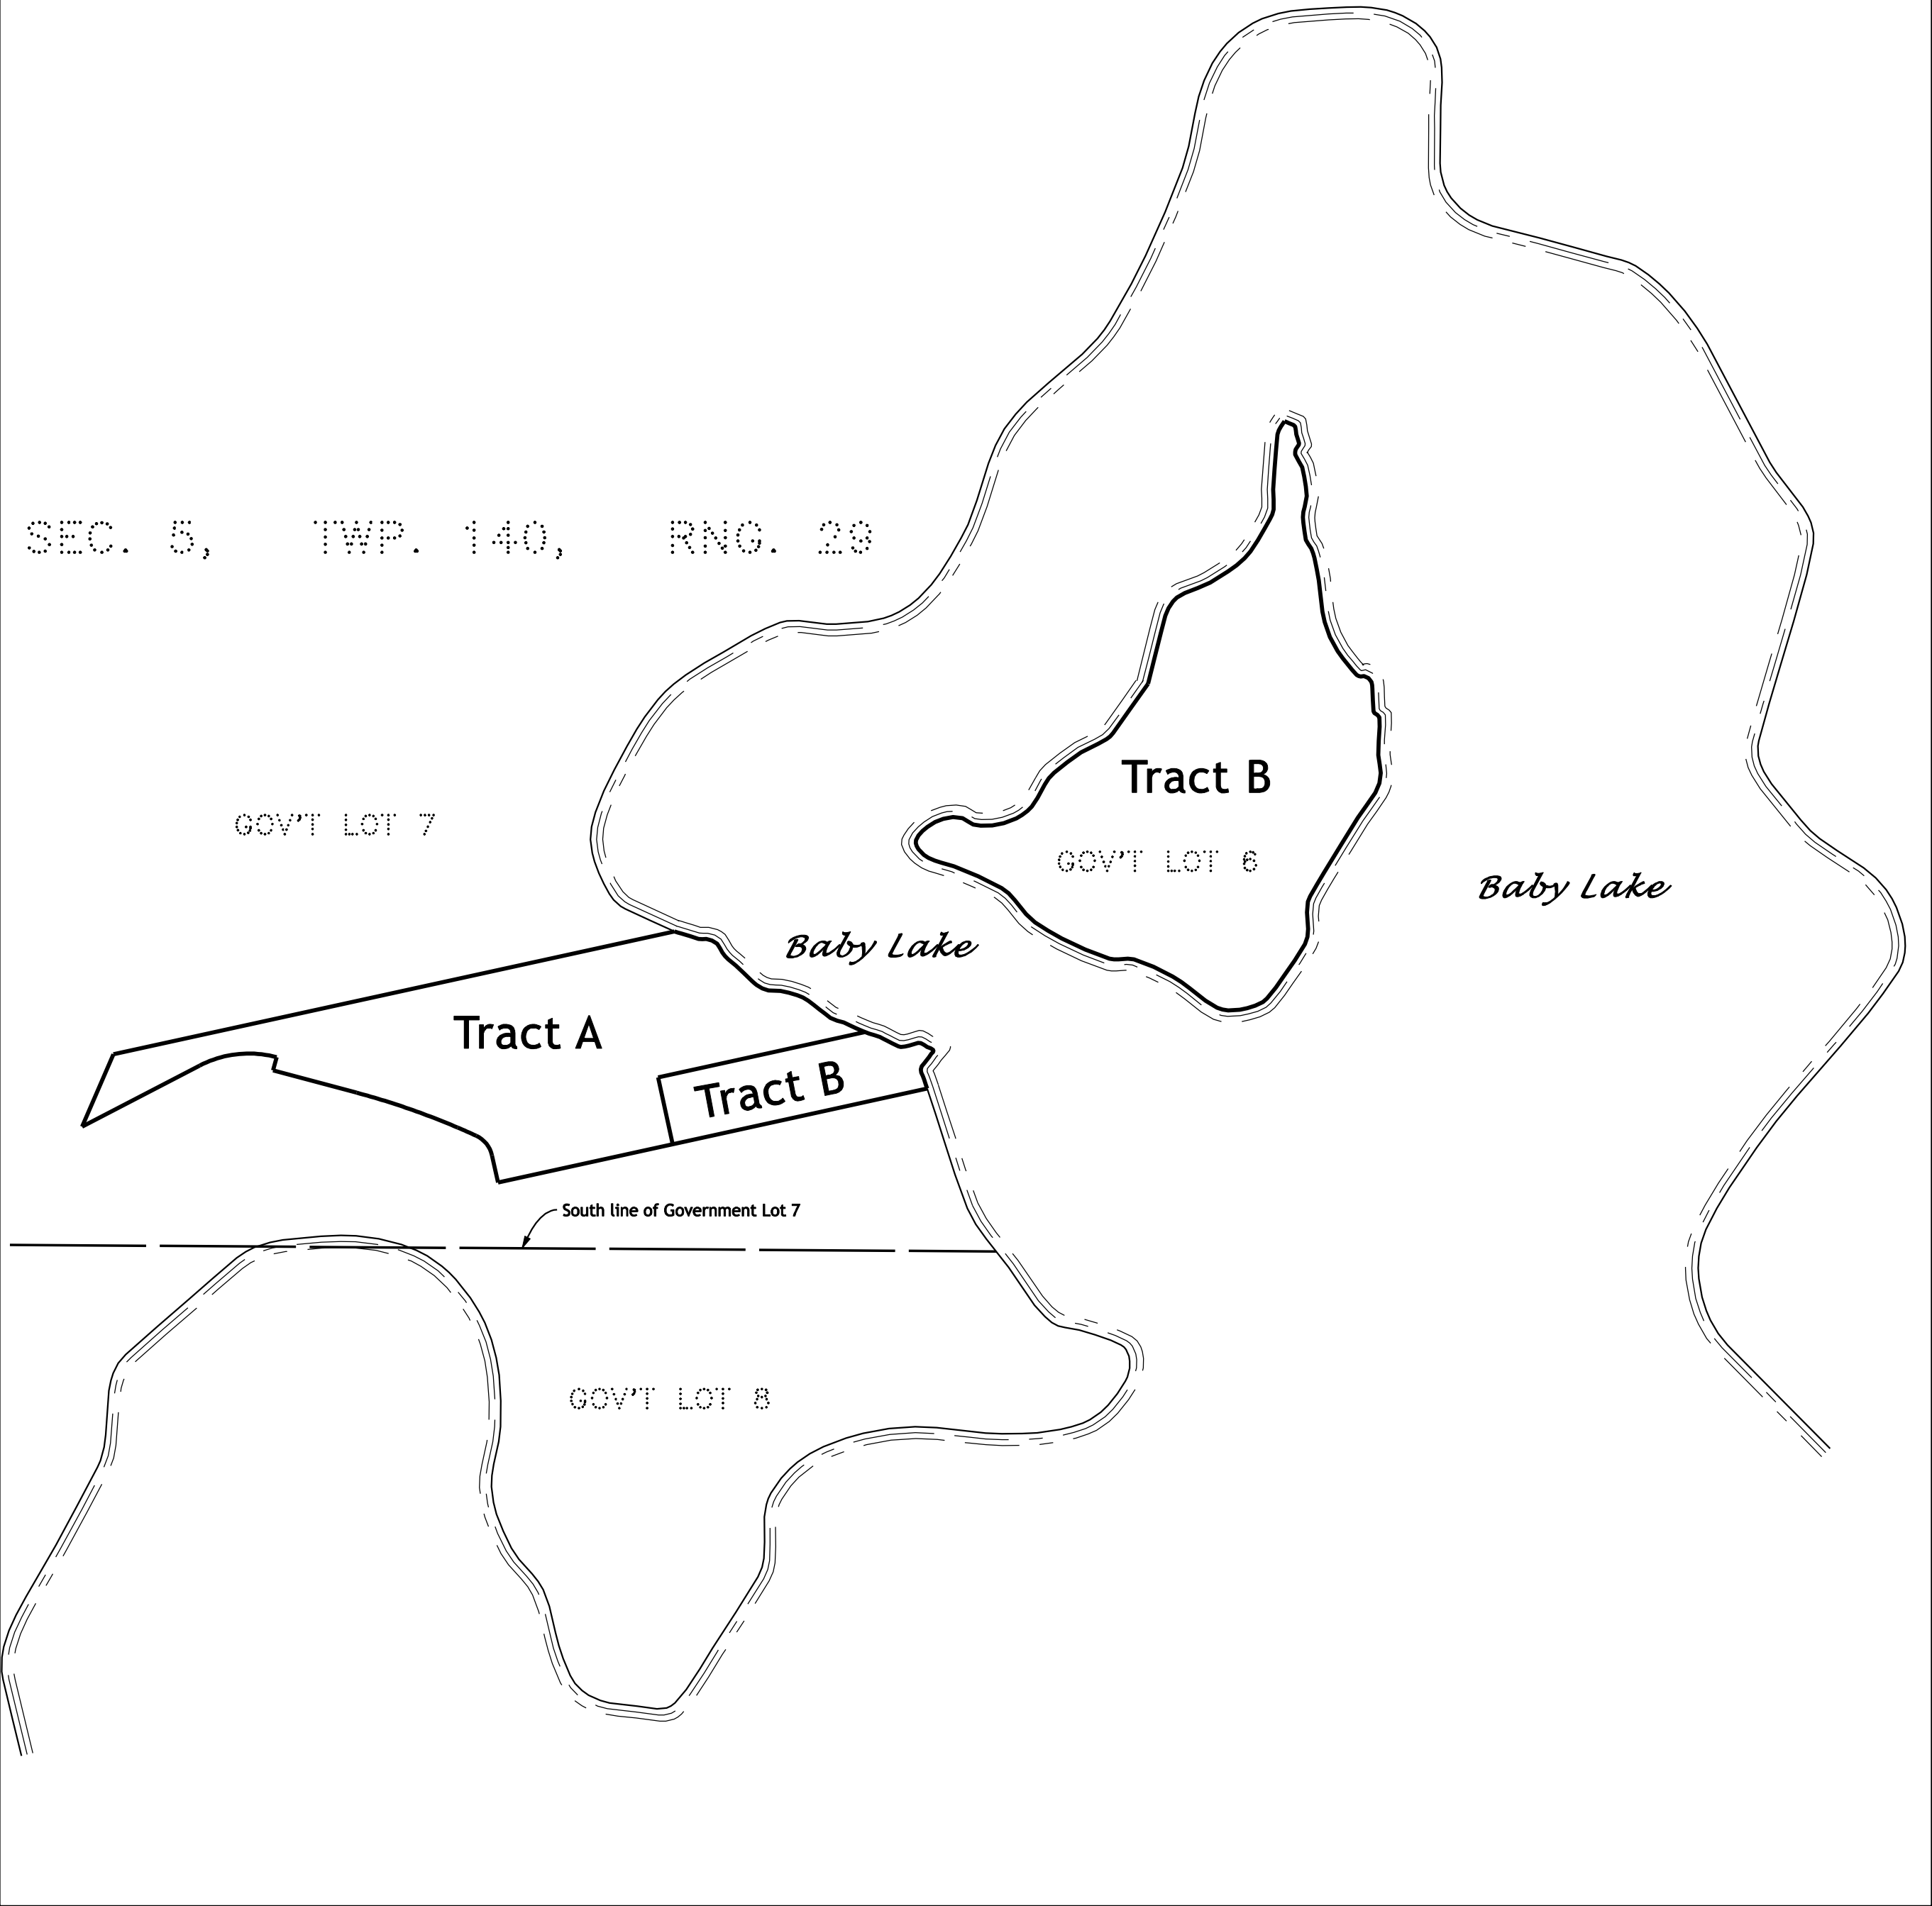 SEC. 5, TWP. 140, RNG. 29
Tract B
GOV'T LOT 7
GOV'T LOT 6
Baby Lake
Baby Lake
Tract A
Tract B
South line of Government Lot 7
GOV'T LOT 8